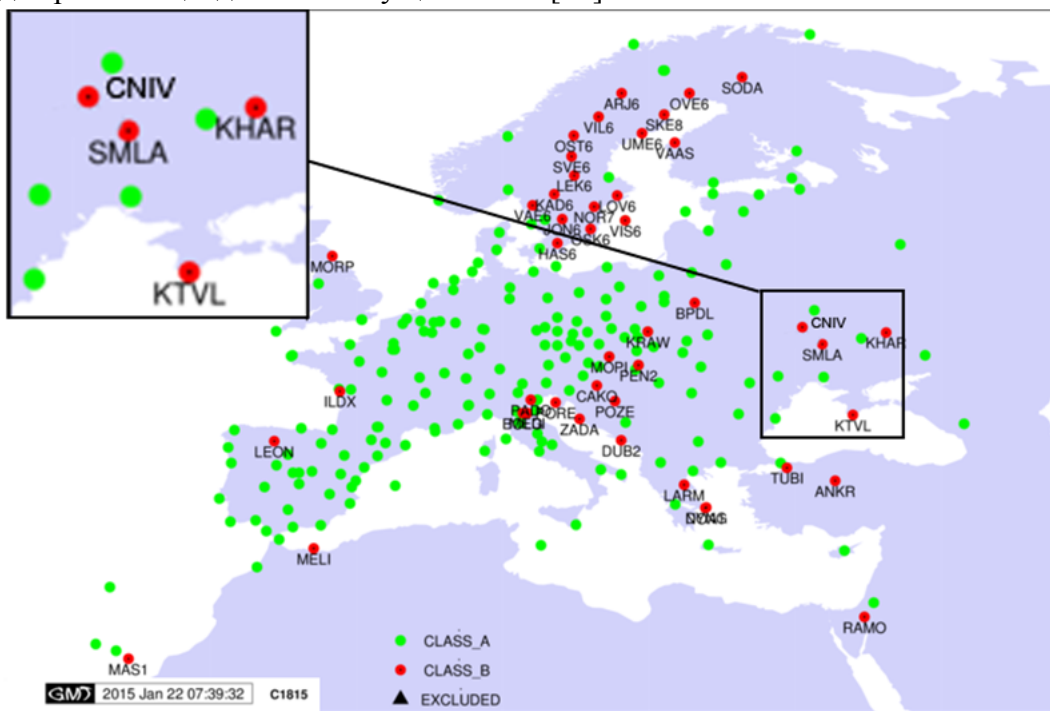 CNIV
SMLA
KHAR
KTVL
SODA
ARJ6
OVE6
VIL6
SKE8
OST6
UME6
VAAS
SVE6
LEK6
KAD6
LOV6
VAE6
NOR7
JON6
VIS6
OSK6
HAS6
MORP
BPDL
CNIV
KRAW
SMLA
KHAR
MOPI
PEN2
CAKO
ILDX
PORE
POZE
ZADA
KTVL
DUB2
LEON
TUBI
ANKR
LARM
MELI
RAMO
MAS1
CLASS_A
CLASS_B
EXCLUDED
GMD 2015 Jan 22 07:39:32 C1815